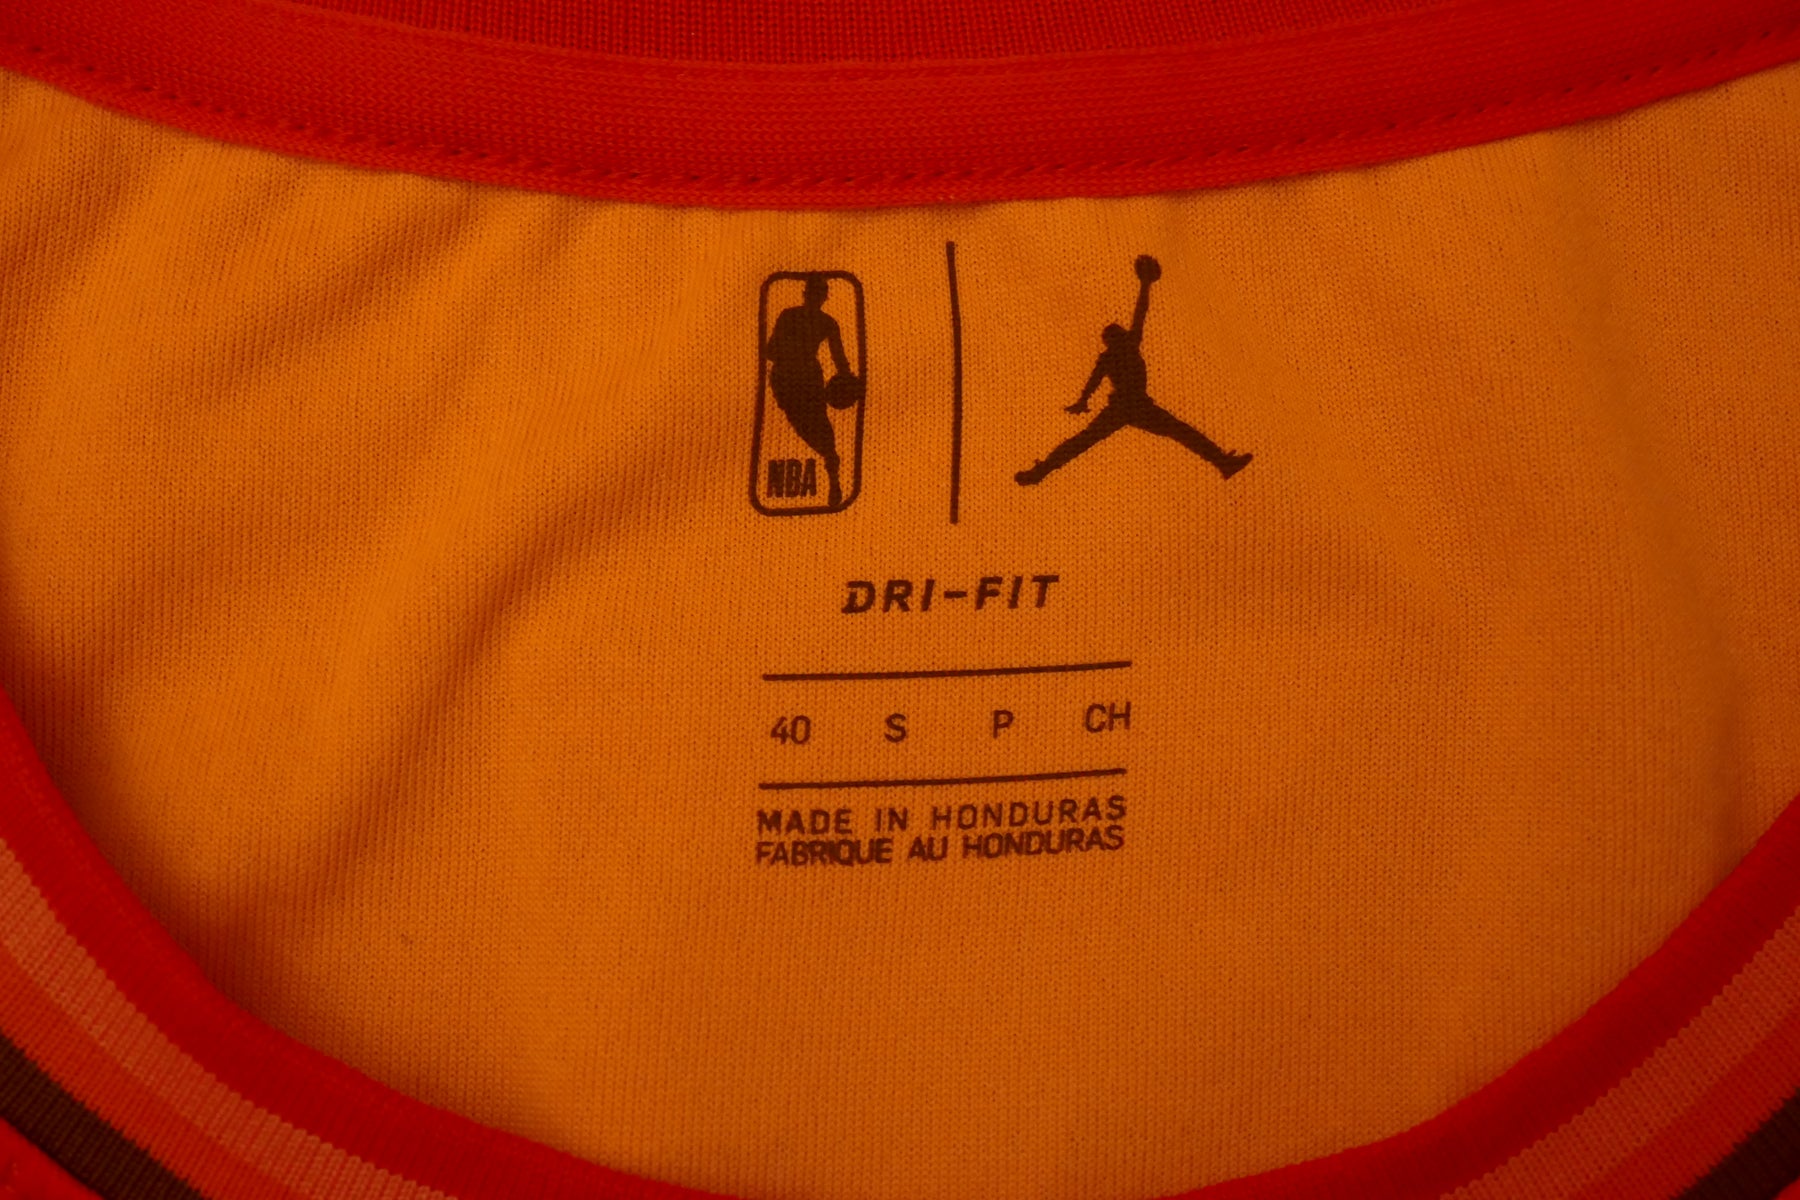 NBA
DRI-FIT
40 S P CH
MADE IN HONDURAS
FABRIQUE AU HONDURAS